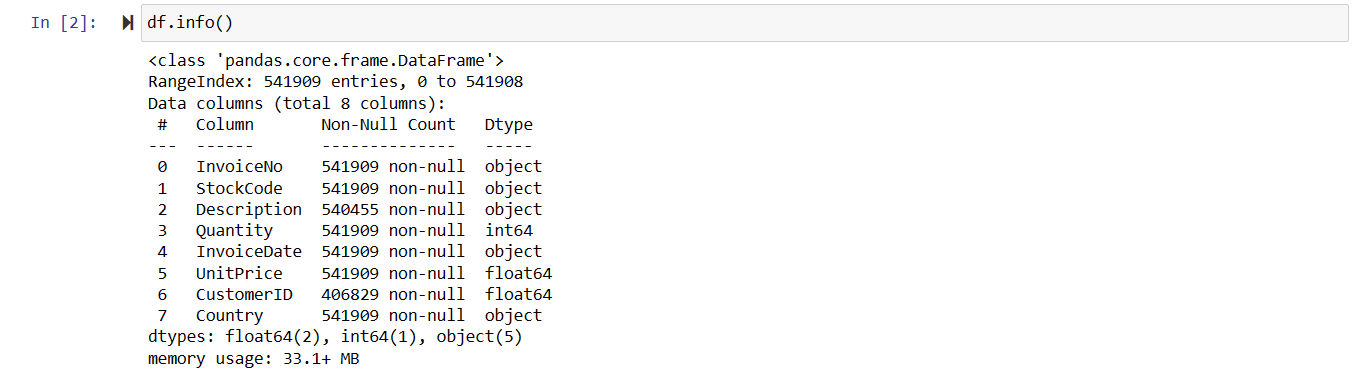 In [2]: df.info()
<class 'pandas.core.frame.DataFrame'>
RangeIndex: 541909 entries, 0 to 541908
Data columns (total 8 columns):
 #   Column       Non-Null Count   Dtype
---  ------       --------------   -----
 0   InvoiceNo    541909 non-null  object
 1   StockCode    541909 non-null  object
 2   Description  540455 non-null  object
 3   Quantity     541909 non-null  int64
 4   InvoiceDate  541909 non-null  object
 5   UnitPrice    541909 non-null  float64
 6   CustomerID   406829 non-null  float64
 7   Country      541909 non-null  object
dtypes: float64(2), int64(1), object(5)
memory usage: 33.1+ MB